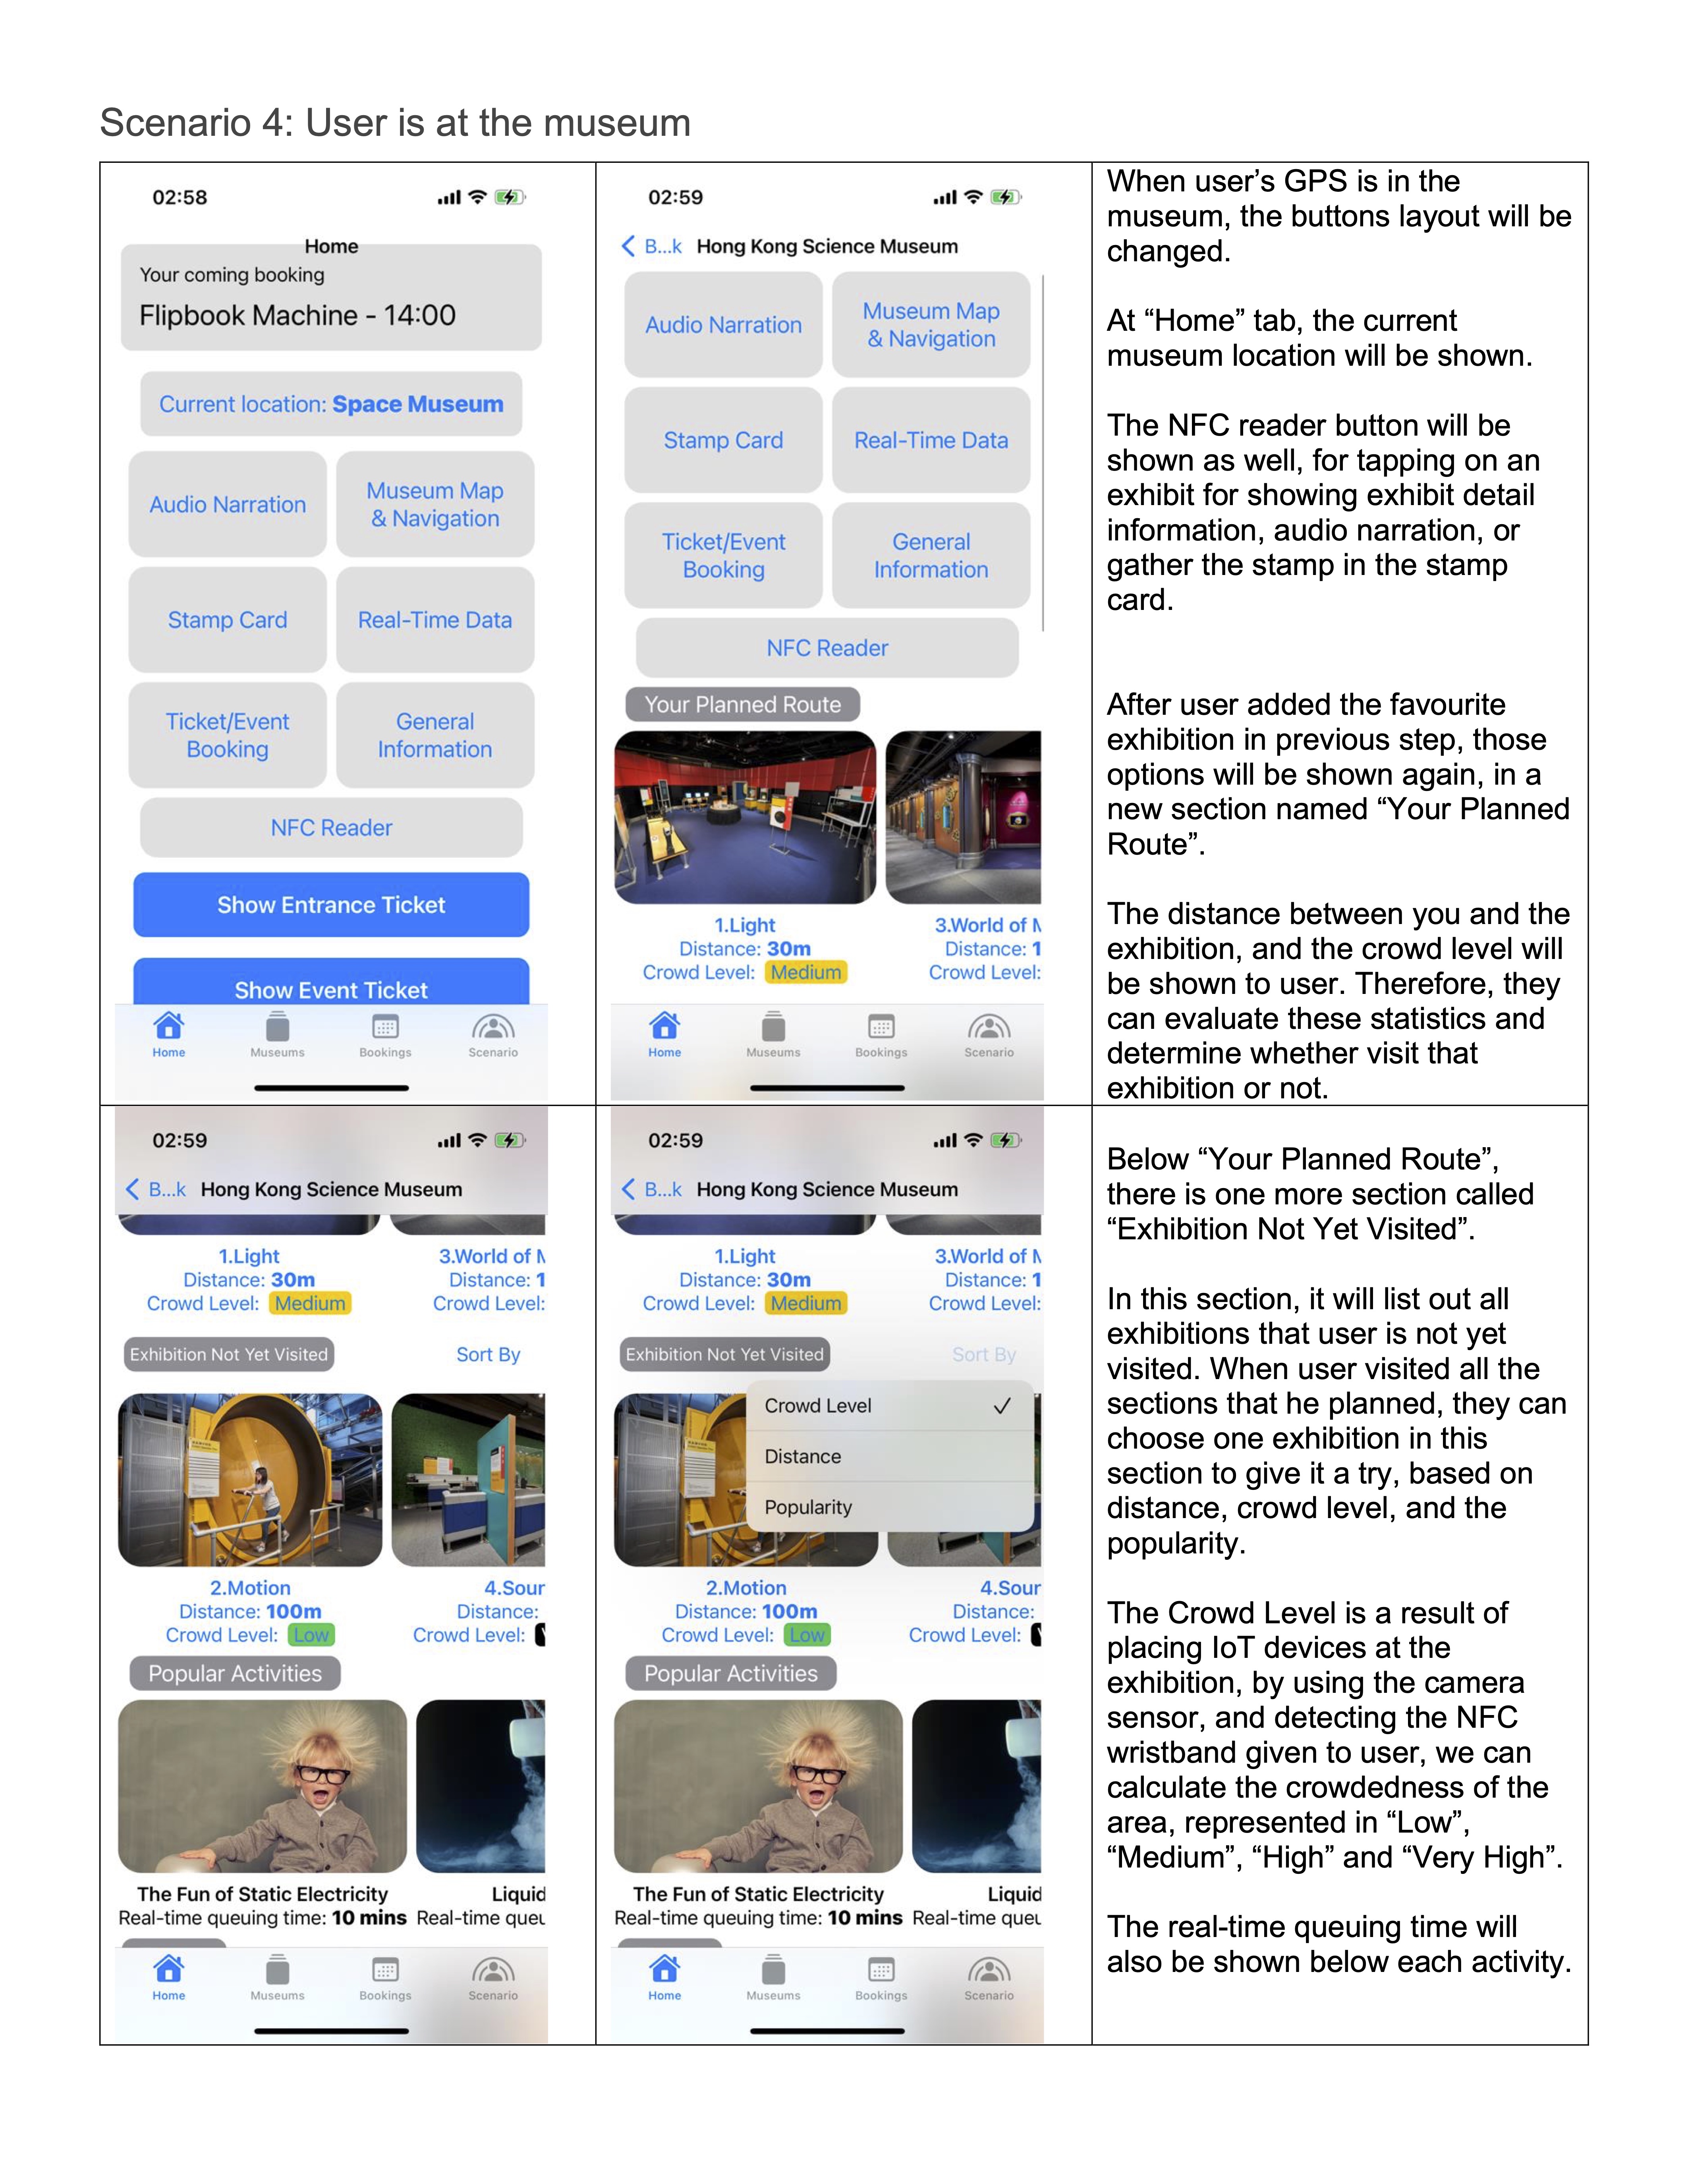 Scenario 4: User is at the museum
02:58
Home
Your coming booking
Flipbook Machine - 14:00
Current location: Space Museum
Audio Narration
Museum Map
& Navigation
Stamp Card
Real-Time Data
Ticket/Event
Booking
General
Information
NFC Reader
Show Entrance Ticket
Show Event Ticket
Home
Museums
Bookings
Scenario
02:59
B...k
Hong Kong Science Museum
Audio Narration
Museum Map
& Navigation
Stamp Card
Real-Time Data
Ticket/Event
Booking
General
Information
NFC Reader
Your Planned Route
1.Light
Distance: 30m
Crowd Level: Medium
3.World of
Distance: 1
Crowd Level:
Home
Museums
Bookings
Scenario
When user’s GPS is in the
museum, the buttons layout will be
changed.
At “Home” tab, the current
museum location will be shown.
The NFC reader button will be
shown as well, for tapping on an
exhibit for showing exhibit detail
information, audio narration, or
gather the stamp in the stamp
card.
After user added the favourite
exhibition in previous step, those
options will be shown again, in a
new section named “Your Planned
Route”.
The distance between you and the
exhibition, and the crowd level will
be shown to user. Therefore, they
can evaluate these statistics and
determine whether visit that
exhibition or not.
02:59
B...k
Hong Kong Science Museum
1.Light
Distance: 30m
Crowd Level: Medium
3.World of
Distance: 1
Crowd Level:
Exhibition Not Yet Visited
Sort By
2.Motion
Distance: 100m
Crowd Level: Low
4.Sour
Distance:
Crowd Level:
Popular Activities
The Fun of Static Electricity
Real-time queuing time: 10 mins
Liquid
Real-time
Home
Museums
Bookings
Scenario
02:59
B...k
Hong Kong Science Museum
1.Light
Distance: 30m
Crowd Level: Medium
3.World of
Distance: 1
Crowd Level:
Exhibition Not Yet Visited
Sort By
Crowd Level
Distance
Popularity
2.Motion
Distance: 100m
Crowd Level: Low
4.Sour
Distance:
Crowd Level:
Popular Activities
The Fun of Static Electricity
Real-time queuing time: 10 mins
Liquid
Real-time
Home
Museums
Bookings
Scenario
Below “Your Planned Route”,
there is one more section called
“Exhibition Not Yet Visited”.
In this section, it will list out all
exhibitions that user is not yet
visited. When user visited all the
sections that he planned, they can
choose one exhibition in this
section to give it a try, based on
distance, crowd level, and the
popularity.
The Crowd Level is a result of
placing IoT devices at the
exhibition, by using the camera
sensor, and detecting the NFC
wristband given to user, we can
calculate the crowdedness of the
area, represented in “Low”,
“Medium”, “High” and “Very High”.
The real-time queuing time will
also be shown below each activity.